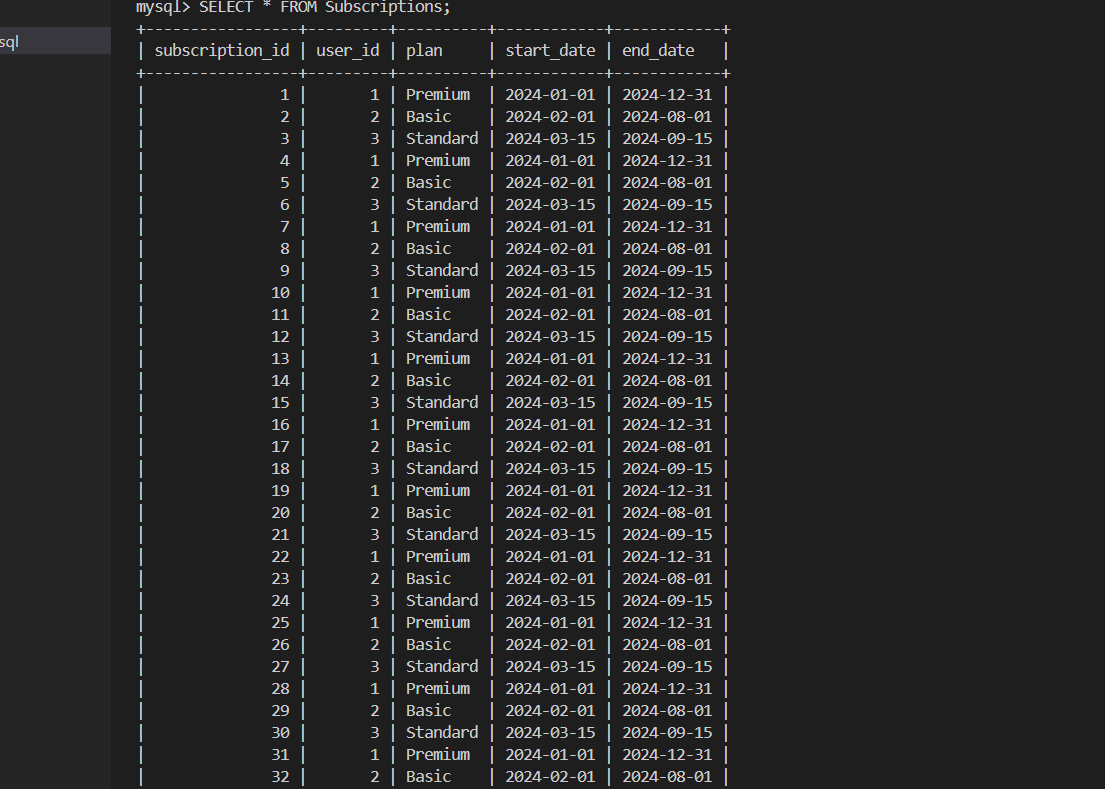 mysql> SELECT * FROM Subscriptions;
sql
+-----------------+---------+----------+------------+------------+
| subscription_id | user_id | plan     | start_date | end_date   |
+-----------------+---------+----------+------------+------------+
|               1 |       1 | Premium  | 2024-01-01 | 2024-12-31 |
|               2 |       2 | Basic    | 2024-02-01 | 2024-08-01 |
|               3 |       3 | Standard | 2024-03-15 | 2024-09-15 |
|               4 |       1 | Premium  | 2024-01-01 | 2024-12-31 |
|               5 |       2 | Basic    | 2024-02-01 | 2024-08-01 |
|               6 |       3 | Standard | 2024-03-15 | 2024-09-15 |
|               7 |       1 | Premium  | 2024-01-01 | 2024-12-31 |
|               8 |       2 | Basic    | 2024-02-01 | 2024-08-01 |
|               9 |       3 | Standard | 2024-03-15 | 2024-09-15 |
|              10 |       1 | Premium  | 2024-01-01 | 2024-12-31 |
|              11 |       2 | Basic    | 2024-02-01 | 2024-08-01 |
|              12 |       3 | Standard | 2024-03-15 | 2024-09-15 |
|              13 |       1 | Premium  | 2024-01-01 | 2024-12-31 |
|              14 |       2 | Basic    | 2024-02-01 | 2024-08-01 |
|              15 |       3 | Standard | 2024-03-15 | 2024-09-15 |
|              16 |       1 | Premium  | 2024-01-01 | 2024-12-31 |
|              17 |       2 | Basic    | 2024-02-01 | 2024-08-01 |
|              18 |       3 | Standard | 2024-03-15 | 2024-09-15 |
|              19 |       1 | Premium  | 2024-01-01 | 2024-12-31 |
|              20 |       2 | Basic    | 2024-02-01 | 2024-08-01 |
|              21 |       3 | Standard | 2024-03-15 | 2024-09-15 |
|              22 |       1 | Premium  | 2024-01-01 | 2024-12-31 |
|              23 |       2 | Basic    | 2024-02-01 | 2024-08-01 |
|              24 |       3 | Standard | 2024-03-15 | 2024-09-15 |
|              25 |       1 | Premium  | 2024-01-01 | 2024-12-31 |
|              26 |       2 | Basic    | 2024-02-01 | 2024-08-01 |
|              27 |       3 | Standard | 2024-03-15 | 2024-09-15 |
|              28 |       1 | Premium  | 2024-01-01 | 2024-12-31 |
|              29 |       2 | Basic    | 2024-02-01 | 2024-08-01 |
|              30 |       3 | Standard | 2024-03-15 | 2024-09-15 |
|              31 |       1 | Premium  | 2024-01-01 | 2024-12-31 |
|              32 |       2 | Basic    | 2024-02-01 | 2024-08-01 |